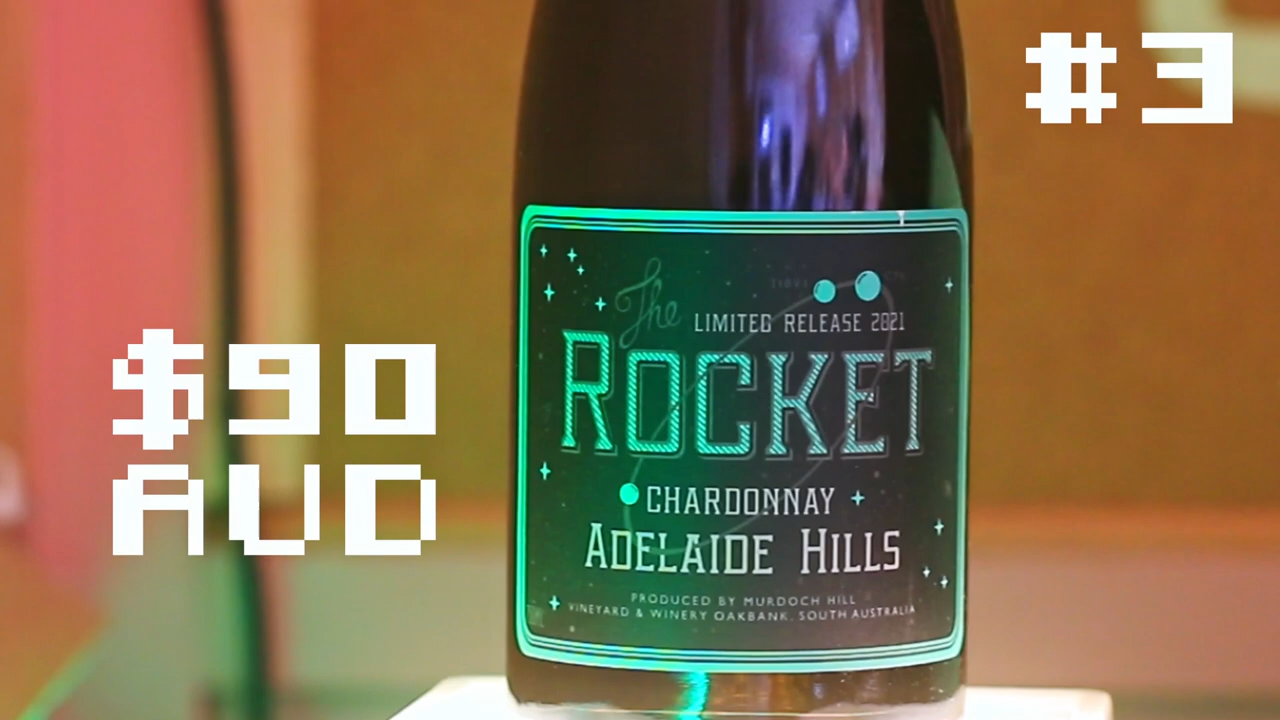 #3
The
LIMITED RELEASE 2021
ROCKET
CHARDONNAY
ADELAIDE HILLS
PRODUCED BY MURDOCH HILL
VINEYARD & WINERY OAKBANK, SOUTH AUSTRALIA
$90
AUD